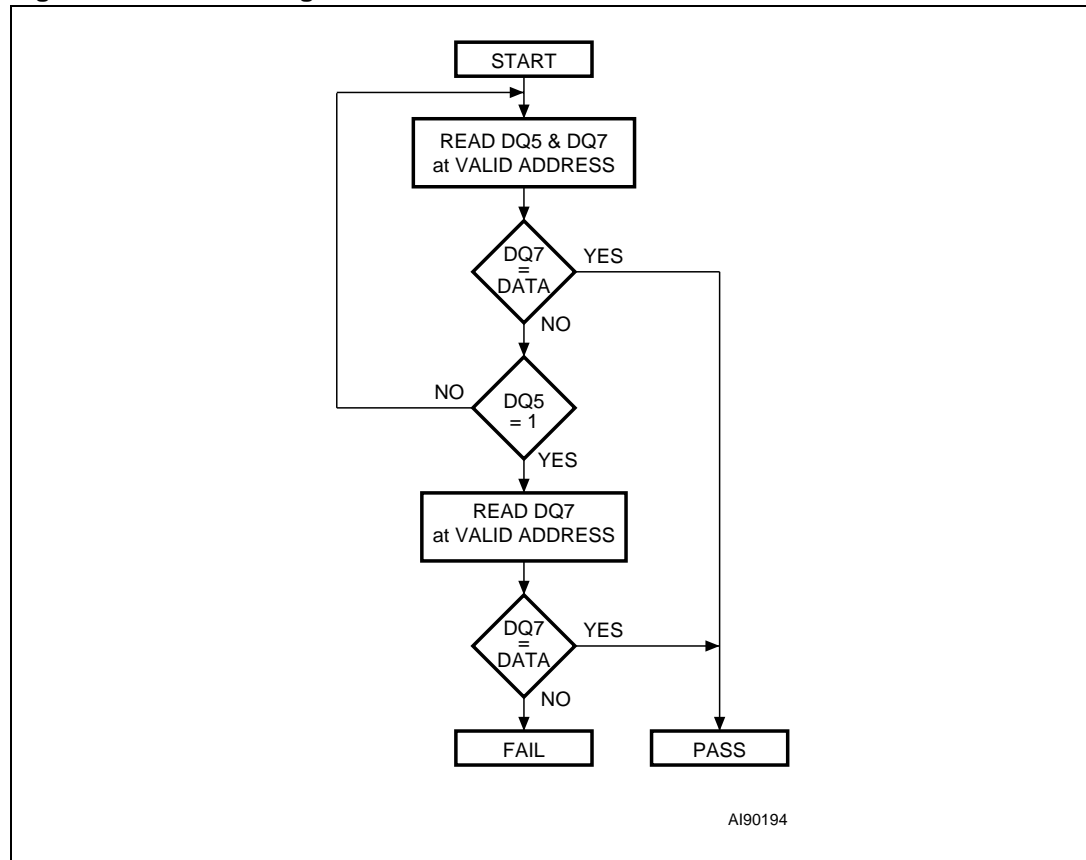 START
READ DQ5 & DQ7
at VALID ADDRESS
DQ7
=
DATA
YES
NO
NO
DQ5
= 1
YES
READ DQ7
at VALID ADDRESS
DQ7
=
DATA
YES
NO
FAIL
PASS
AI90194